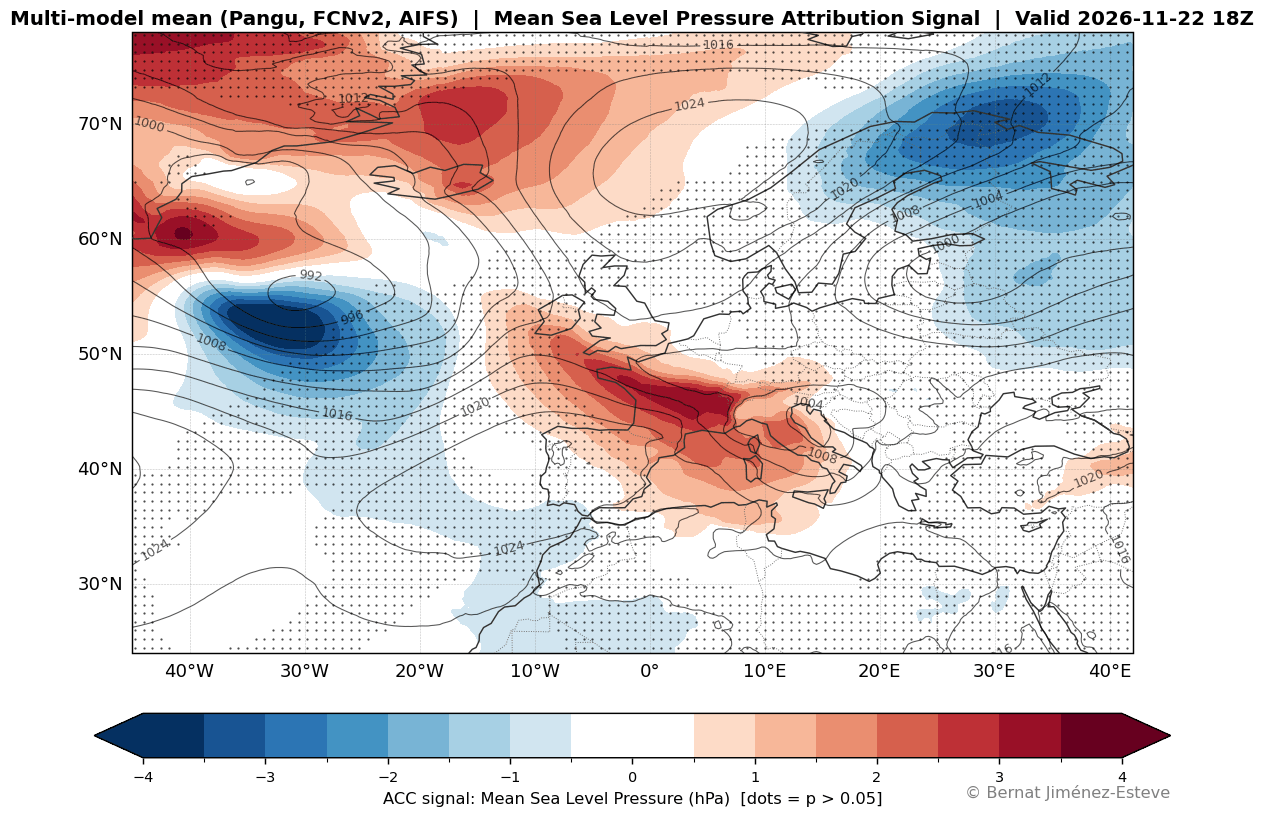 Multi-model mean (Pangu, FCNv2, AIFS)  |  Mean Sea Level Pressure Attribution Signal  |  Valid 2026-11-22 18Z
1016
1012
1024
1012
1000
70°N
1020
1004
1008
1000
60°N
992
996
1008
50°N
1020
1004
1016
1008
40°N
1020
1024
1024
1016
30°N
16
40°W
30°W
20°W
10°W
0°
10°E
20°E
30°E
40°E
−4
−3
−2
−1
0
1
2
3
4
ACC signal: Mean Sea Level Pressure (hPa)  [dots = p > 0.05]
© Bernat Jiménez-Esteve